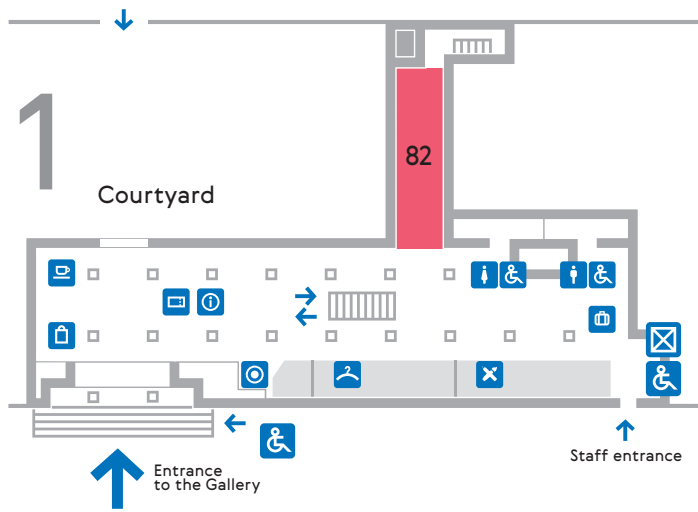 1
82
Courtyard
Entrance
to the Gallery
Staff entrance